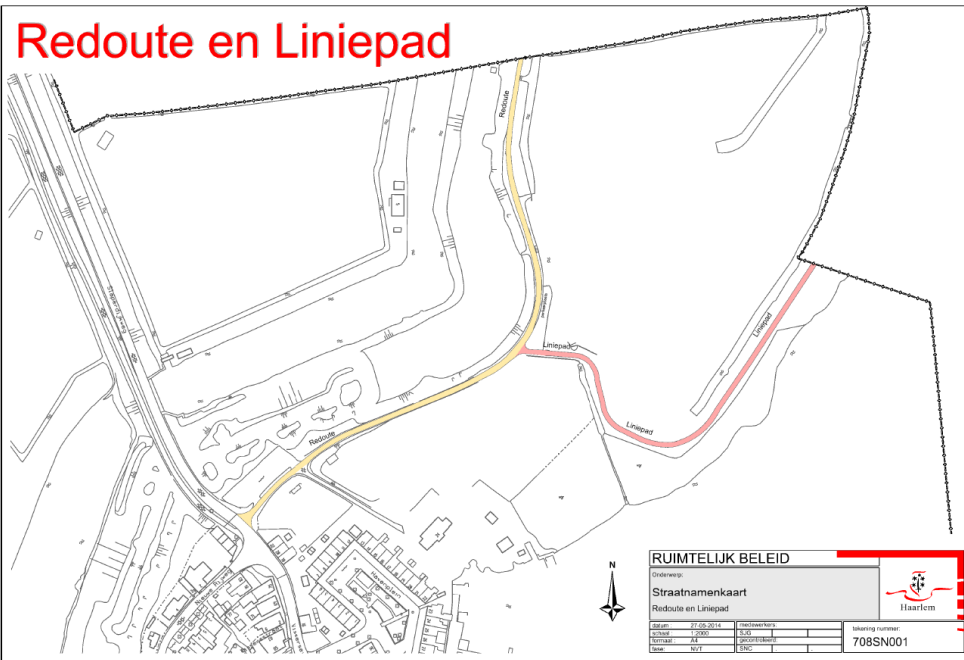 Redoute en Liniepad
Redoute
Liniepad
Liniepad
Liniepad
Redoute
Havenplein
N
RUIMTELIJK BELEID
Onderwerp:
Straatnamenkaart
Redoute en Liniepad
Haarlem
datum : 27-05-2014 medewerkers:
schaal : 1:2000 SJG
formaat : A4 gecontroleerd:
fase: NVT SNC
tekening nummer:
708SN001